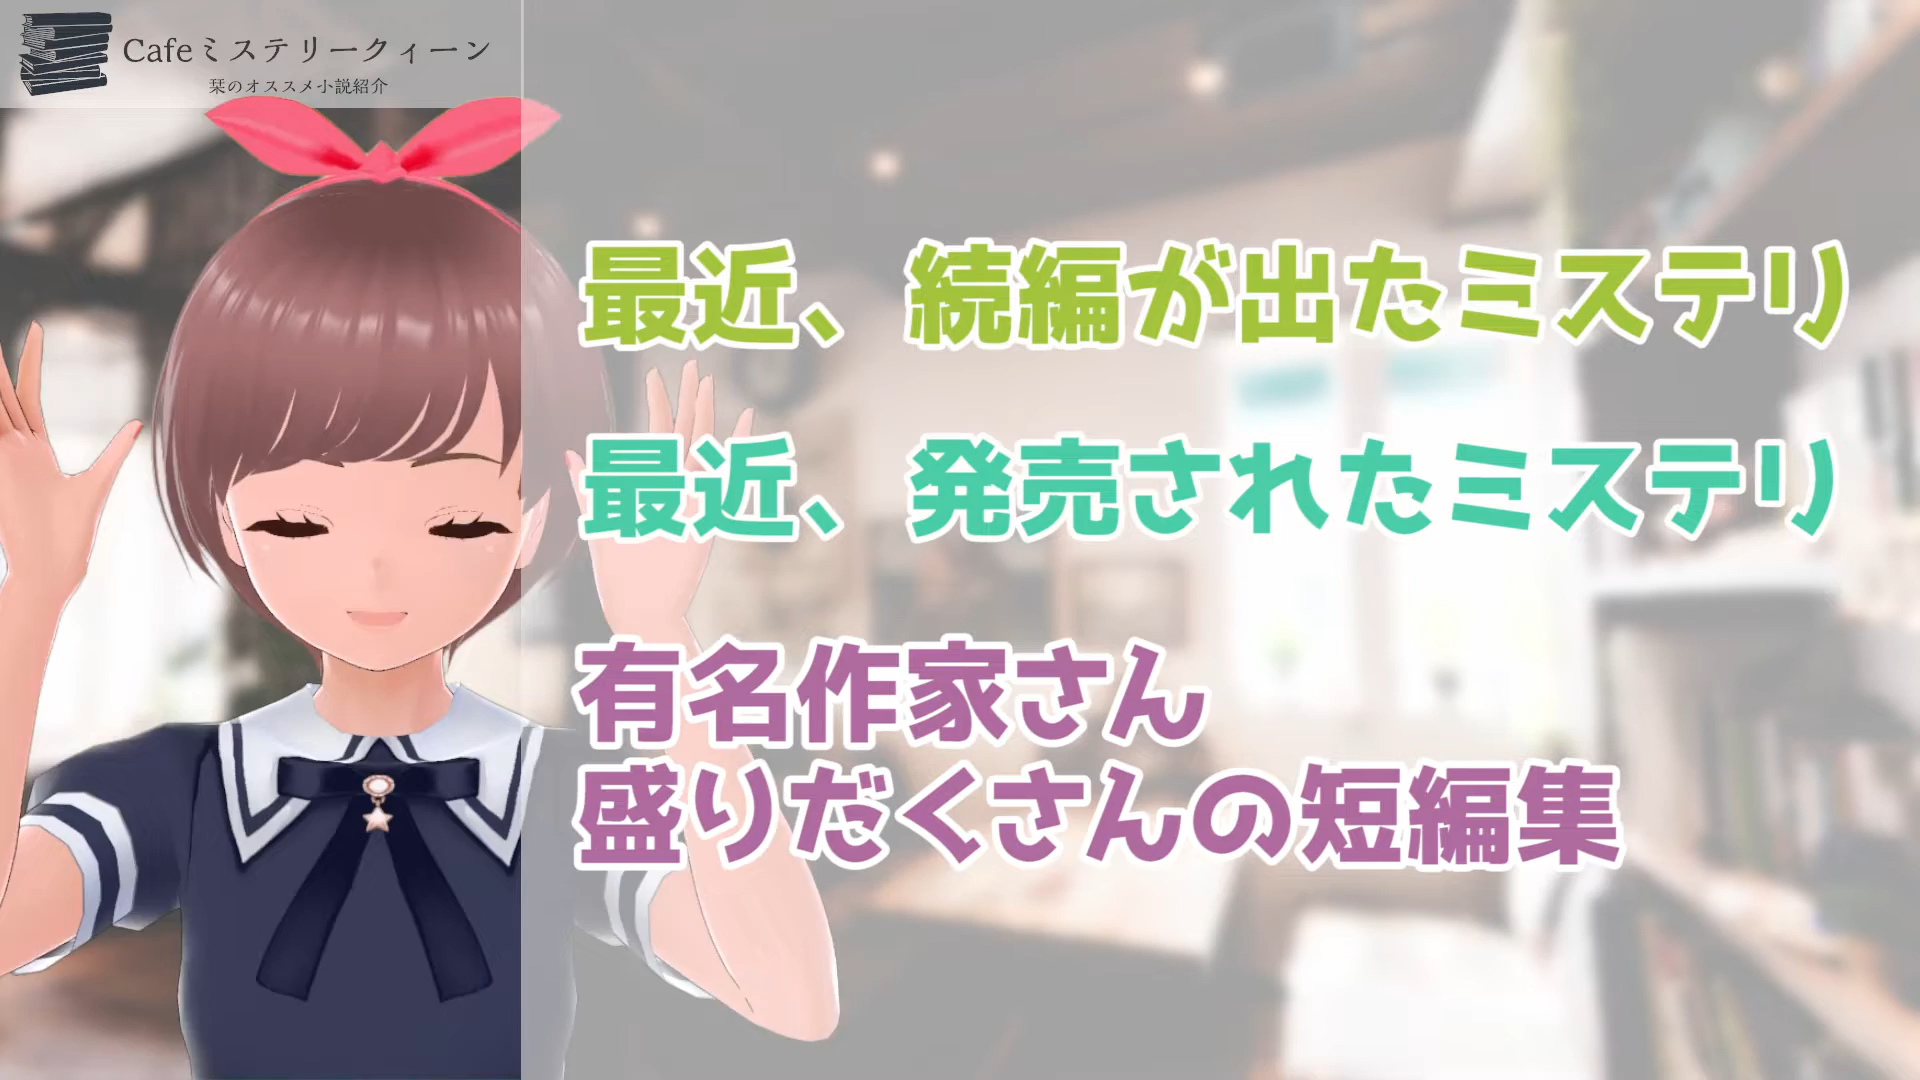 Cafeミステリークィーン
栞のオススメ小説紹介
最近、続編が出たミステリ
最近、発売されたミステリ
有名作家さん
盛りだくさんの短編集